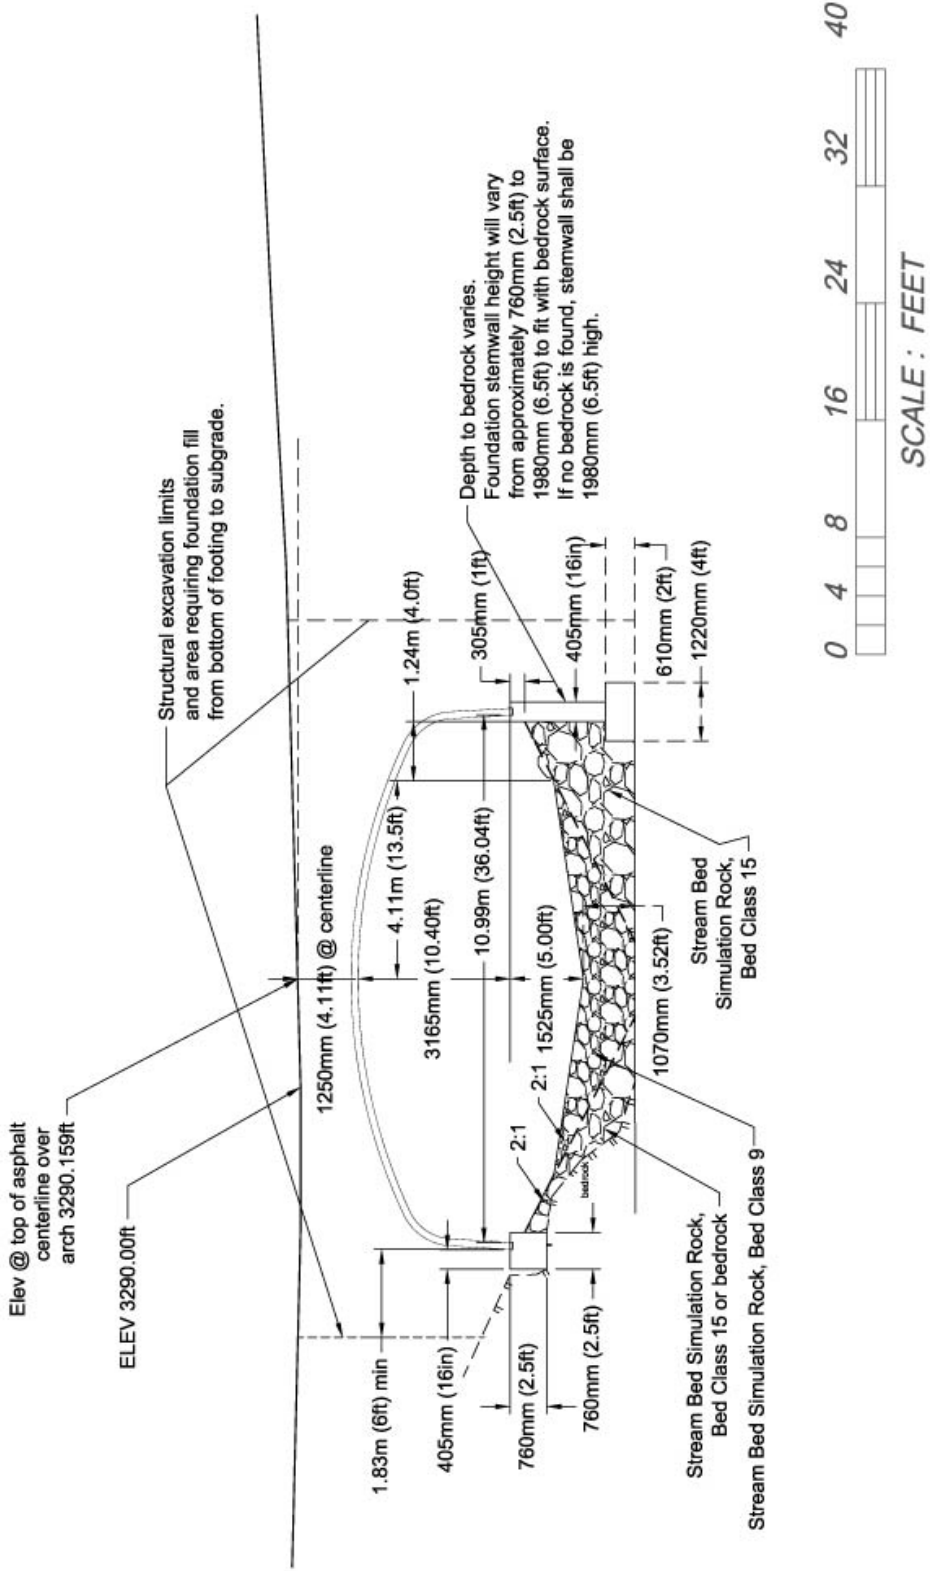 Elev @ top of asphalt
centerline over
arch 3290.159ft
ELEV 3290.00ft
Structural excavation limits
and area requiring foundation fill
from bottom of footing to subgrade.
1250mm (4.11ft) @ centerline
1.83m (6ft) min
405mm (16in)
4.11m (13.5ft)
1.24m (4.0ft)
3165mm (10.40ft)
10.99m (36.04ft)
305mm (1ft)
Depth to bedrock varies.
Foundation stemwall height will vary
from approximately 760mm (2.5ft) to
1980mm (6.5ft) to fit with bedrock surface.
If no bedrock is found, stemwall shall be
1980mm (6.5ft) high.
760mm (2.5ft)
760mm (2.5ft)
2:1
2:1
1525mm (5.00ft)
bedrock
405mm (16in)
610mm (2ft)
1220mm (4ft)
1070mm (3.52ft)
Stream Bed
Simulation Rock,
Bed Class 15
Stream Bed Simulation Rock,
Bed Class 15 or bedrock
Stream Bed Simulation Rock, Bed Class 9
0 4 8 16 24 32 40
SCALE : FEET